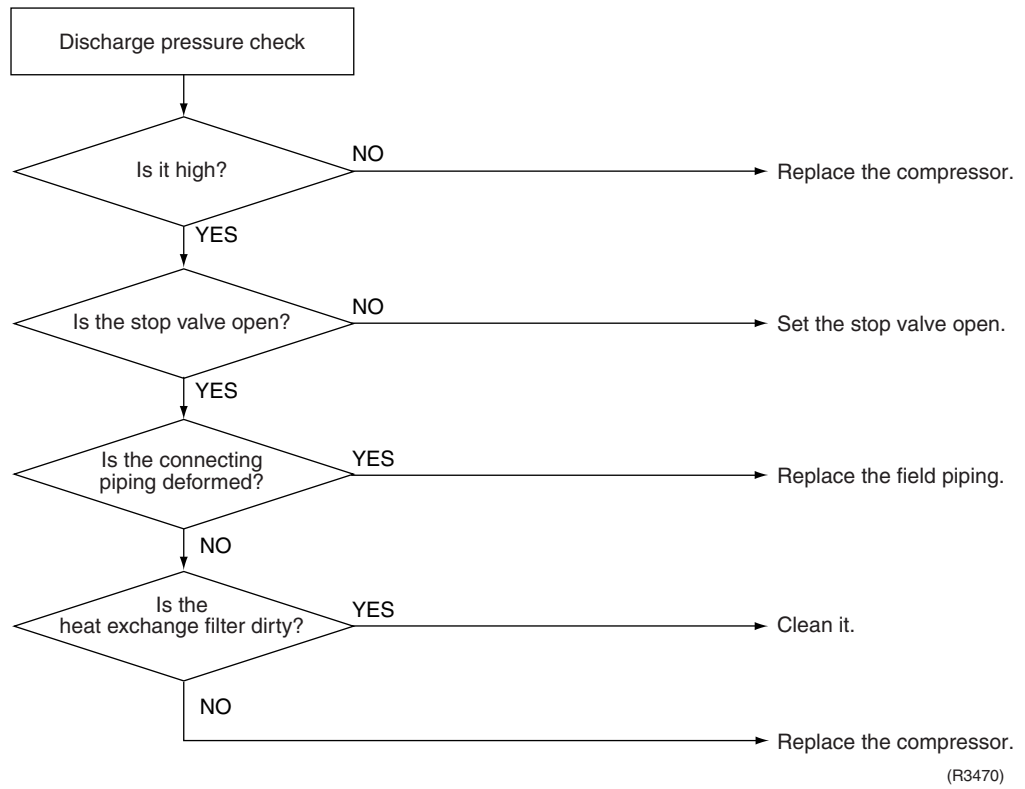 Discharge pressure check
Is it high?
NO
Replace the compressor.
YES
Is the stop valve open?
NO
Set the stop valve open.
YES
Is the connecting
piping deformed?
YES
Replace the field piping.
NO
Is the
heat exchange filter dirty?
YES
Clean it.
NO
Replace the compressor.
(R3470)